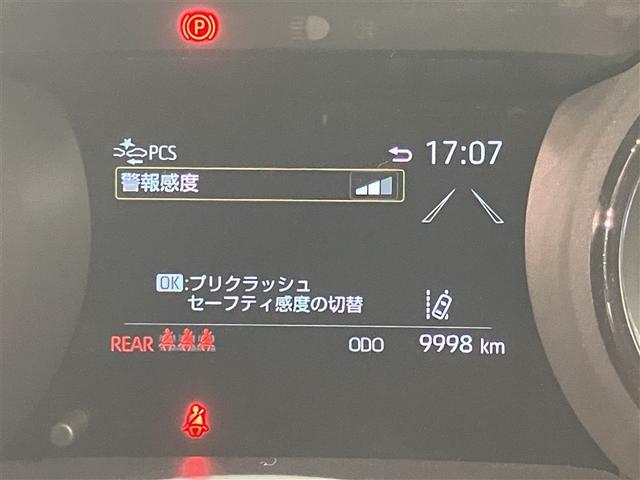 P
PCS
17:07
警報感度
OK:プリクラッシュ
セーフティ感度の切替
REAR
ODO 9998 km